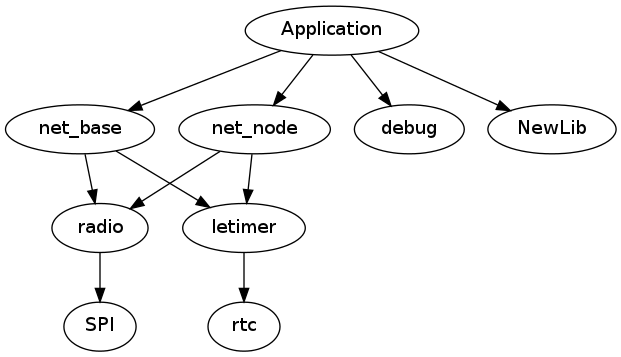 Application
net_base
net_node
debug
NewLib
radio
letimer
SPI
rtc